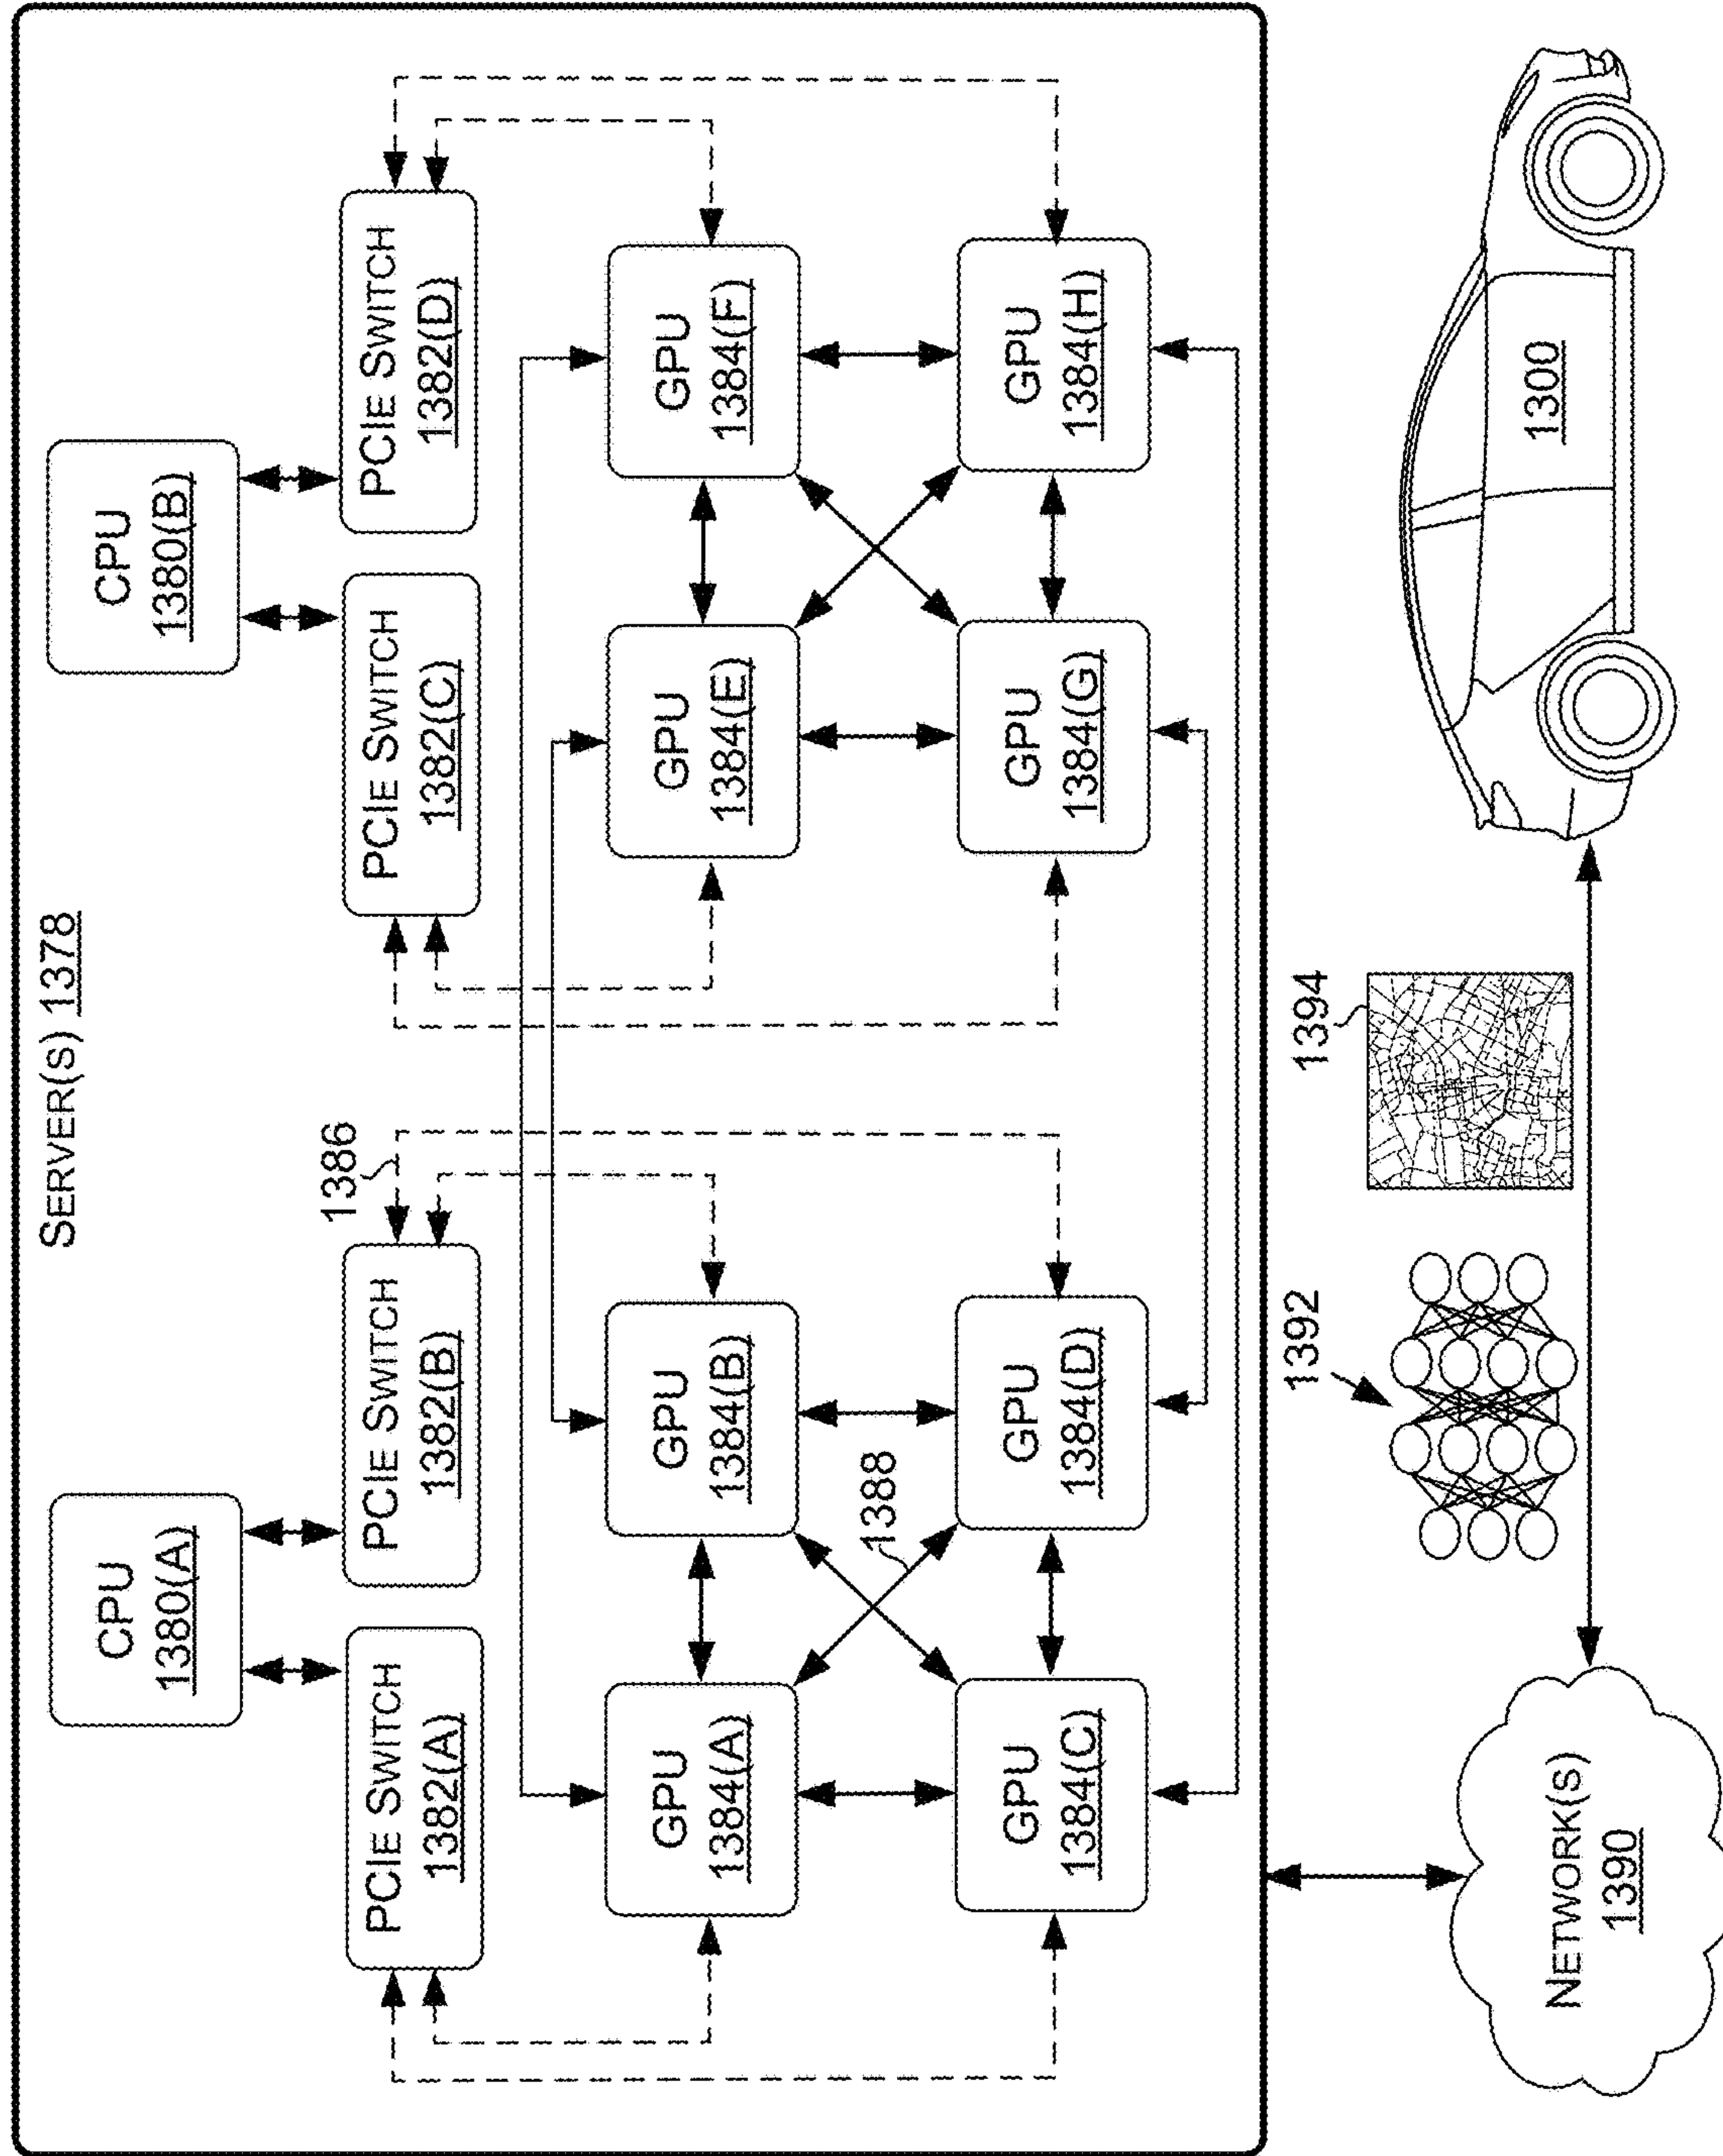 SERVER(S) 1378
CPU
1380(A)
CPU
1380(B)
PCIE SWITCH
1382(A)
PCIE SWITCH
1382(B)
1386
PCIE SWITCH
1382(C)
PCIE SWITCH
1382(D)
GPU
1384(A)
GPU
1384(B)
GPU
1384(E)
GPU
1384(F)
1388
GPU
1384(C)
GPU
1384(D)
GPU
1384(G)
GPU
1384(H)
NETWORK(S)
1390
1392
1394
1300